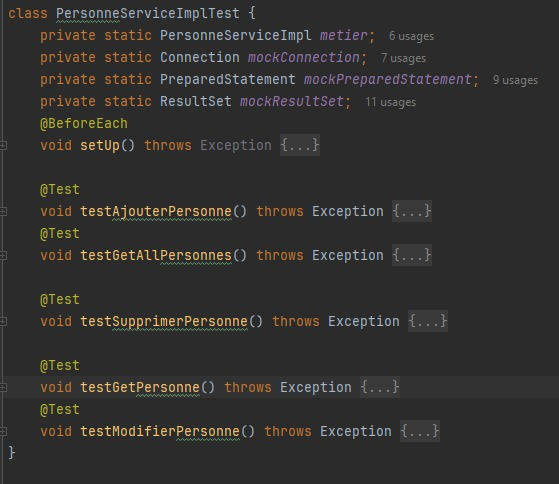 class PersonneServiceImplTest {
private static PersonneServiceImpl metier; 6 usages
private static Connection mockConnection; 7 usages
private static PreparedStatement mockPreparedStatement; 9 usages
private static ResultSet mockResultSet; 11 usages
@BeforeEach
void setUp() throws Exception {...}
@Test
void testAjouterPersonne() throws Exception {...}
@Test
void testGetAllPersonnes() throws Exception {...}
@Test
void testSupprimerPersonne() throws Exception {...}
@Test
void testGetPersonne() throws Exception {...}
@Test
void testModifierPersonne() throws Exception {...}
}